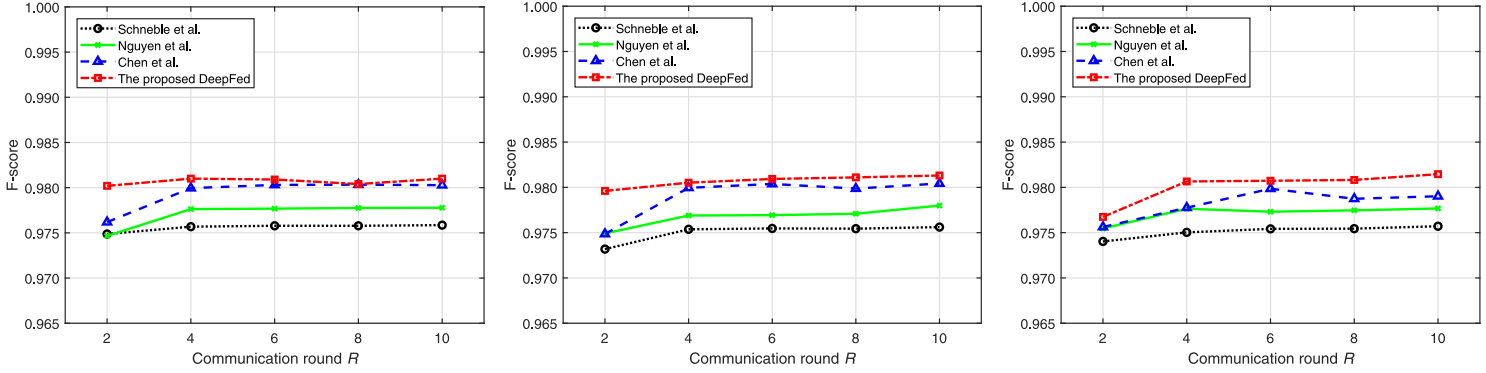 1.000
0.995
0.990
0.985
0.980
0.975
0.970
0.965
F-score
Schneble et al.
Nguyen et al.
Chen et al.
The proposed DeepFed
2 4 6 8 10
Communication round R
1.000
0.995
0.990
0.985
0.980
0.975
0.970
0.965
F-score
Schneble et al.
Nguyen et al.
Chen et al.
The proposed DeepFed
2 4 6 8 10
Communication round R
1.000
0.995
0.990
0.985
0.980
0.975
0.970
0.965
F-score
Schneble et al.
Nguyen et al.
Chen et al.
The proposed DeepFed
2 4 6 8 10
Communication round R